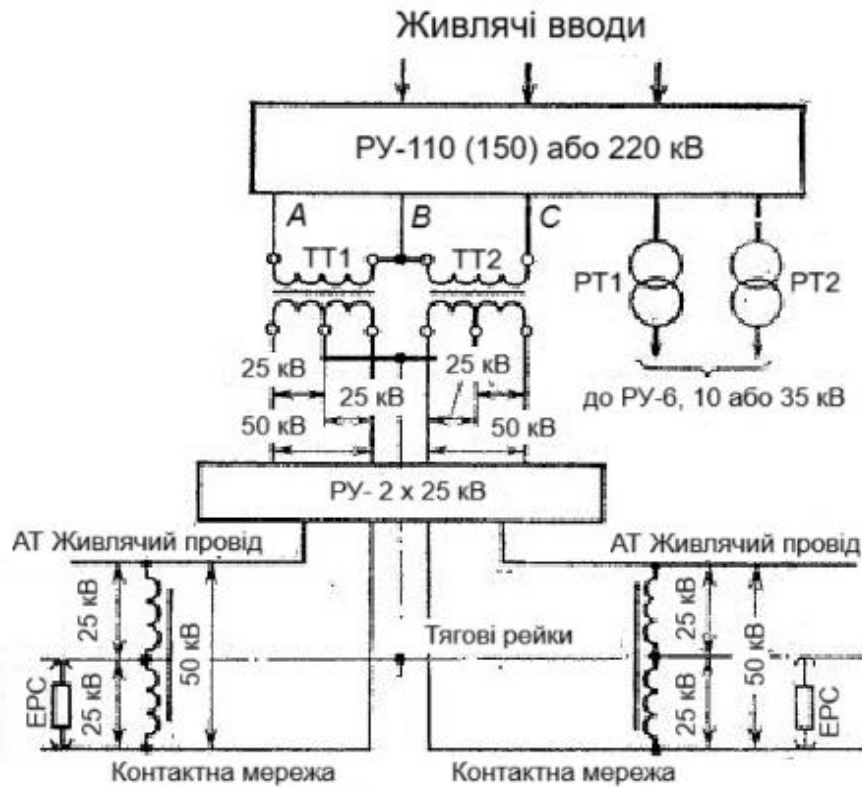 Живлячі вводи
РУ-110 (150) або 220 кВ
A
B
C
ТТ1
ТТ2
РТ1
РТ2
25 кВ
25 кВ
25 кВ
до РУ-6, 10 або 35 кВ
50 кВ
50 кВ
РУ- 2 х 25 кВ
АТ Живлячий провід
АТ Живлячий провід
25 кВ
50 кВ
25 кВ
50 кВ
Тягові рейки
ЕРС
25 кВ
25 кВ
ЕРС
Контактна мережа
Контактна мережа